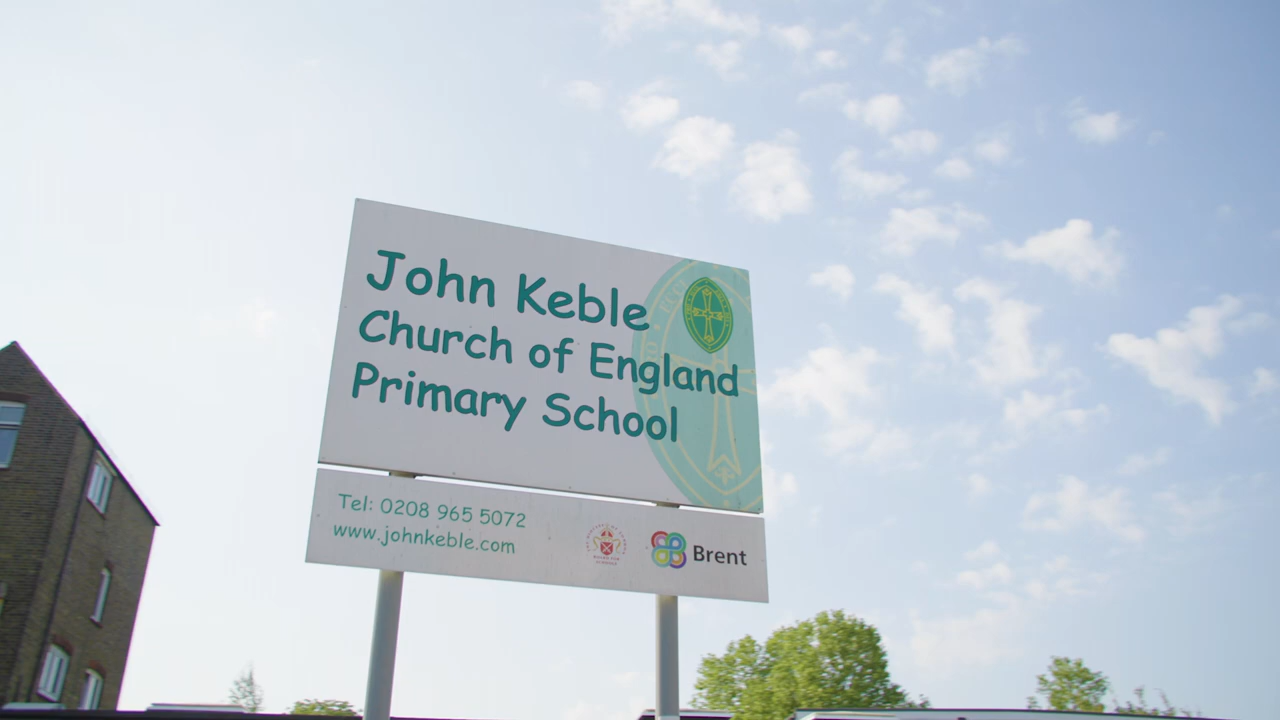 John Keble
Church of England
Primary School
Tel: 0208 965 5072
www.johnkeble.com
Brent